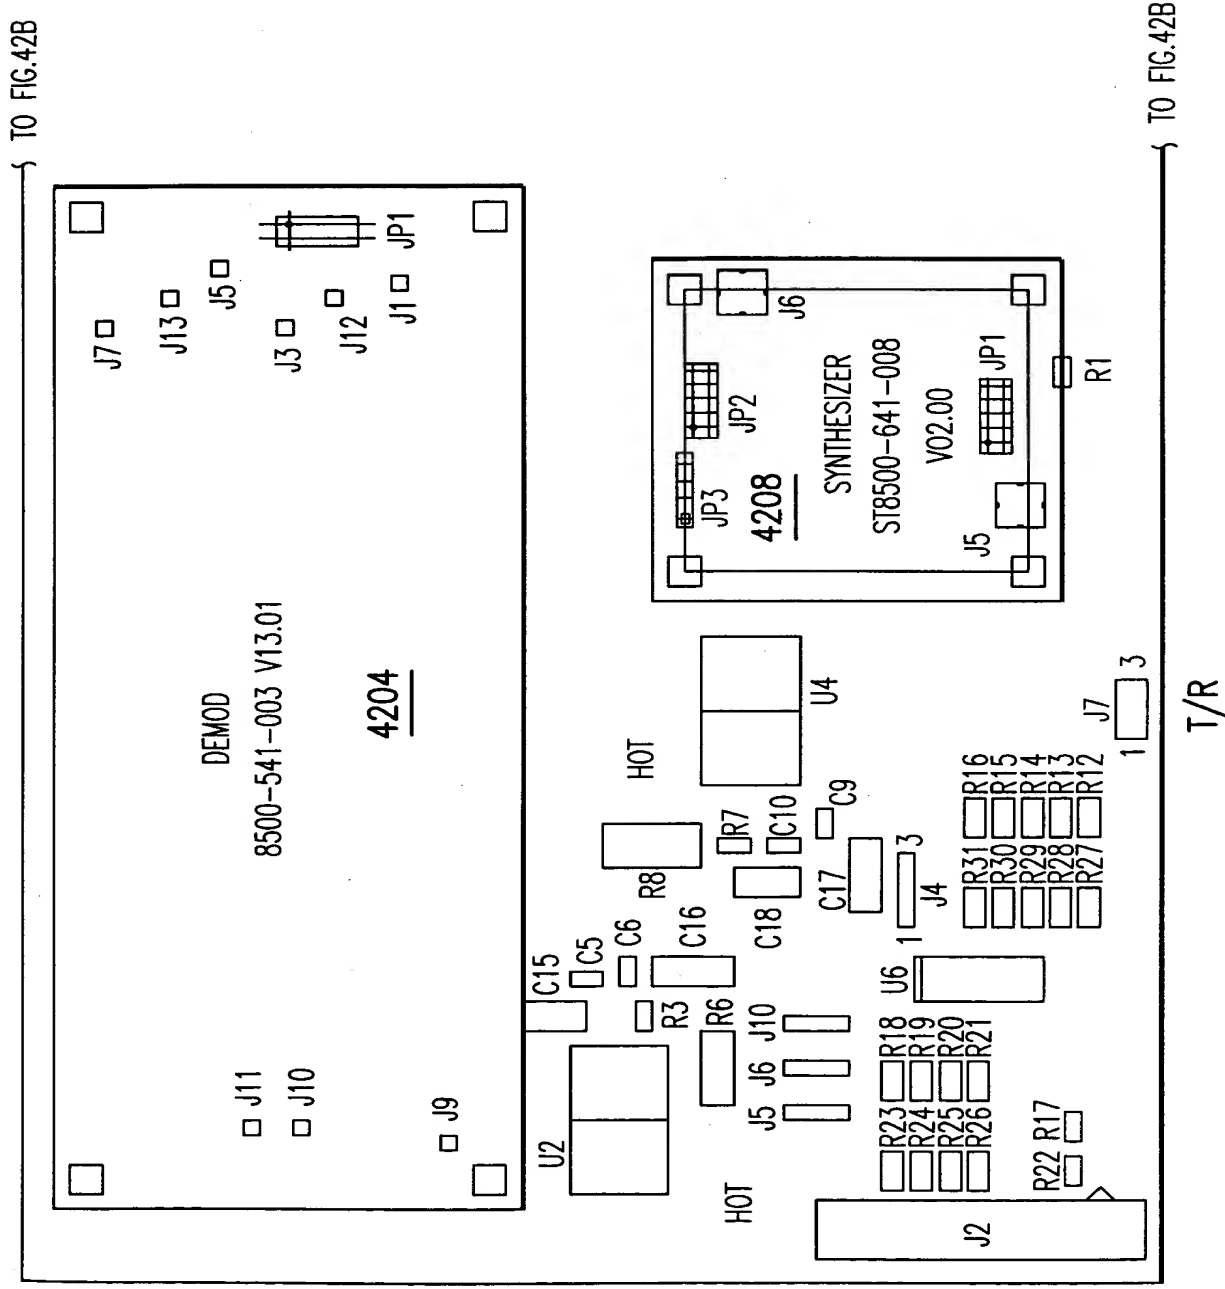 TO FIG.42B
TO FIG.42B
J7
J13
J5
J3
J12
J1
JP1
DEMOD
8500-541-003 V13.01
4204
J11
J10
J9
J6
JP2
JP3
4208
SYNTHESIZER
ST8500-641-008
V02.00
JP1
J5
R1
HOT
U4
R8
R7
C10
C9
C18
C17
1 J4 3
C15
C5
C6
C16
R3
R6
U2
J10
J6
J5
HOT
U6
R31 R16
R30 R15
R29 R14
R28 R13
R27 R12
1 J7 3
R23 R18
R24 R19
R25 R20
R26 R21
R22 R17
J2
T/R